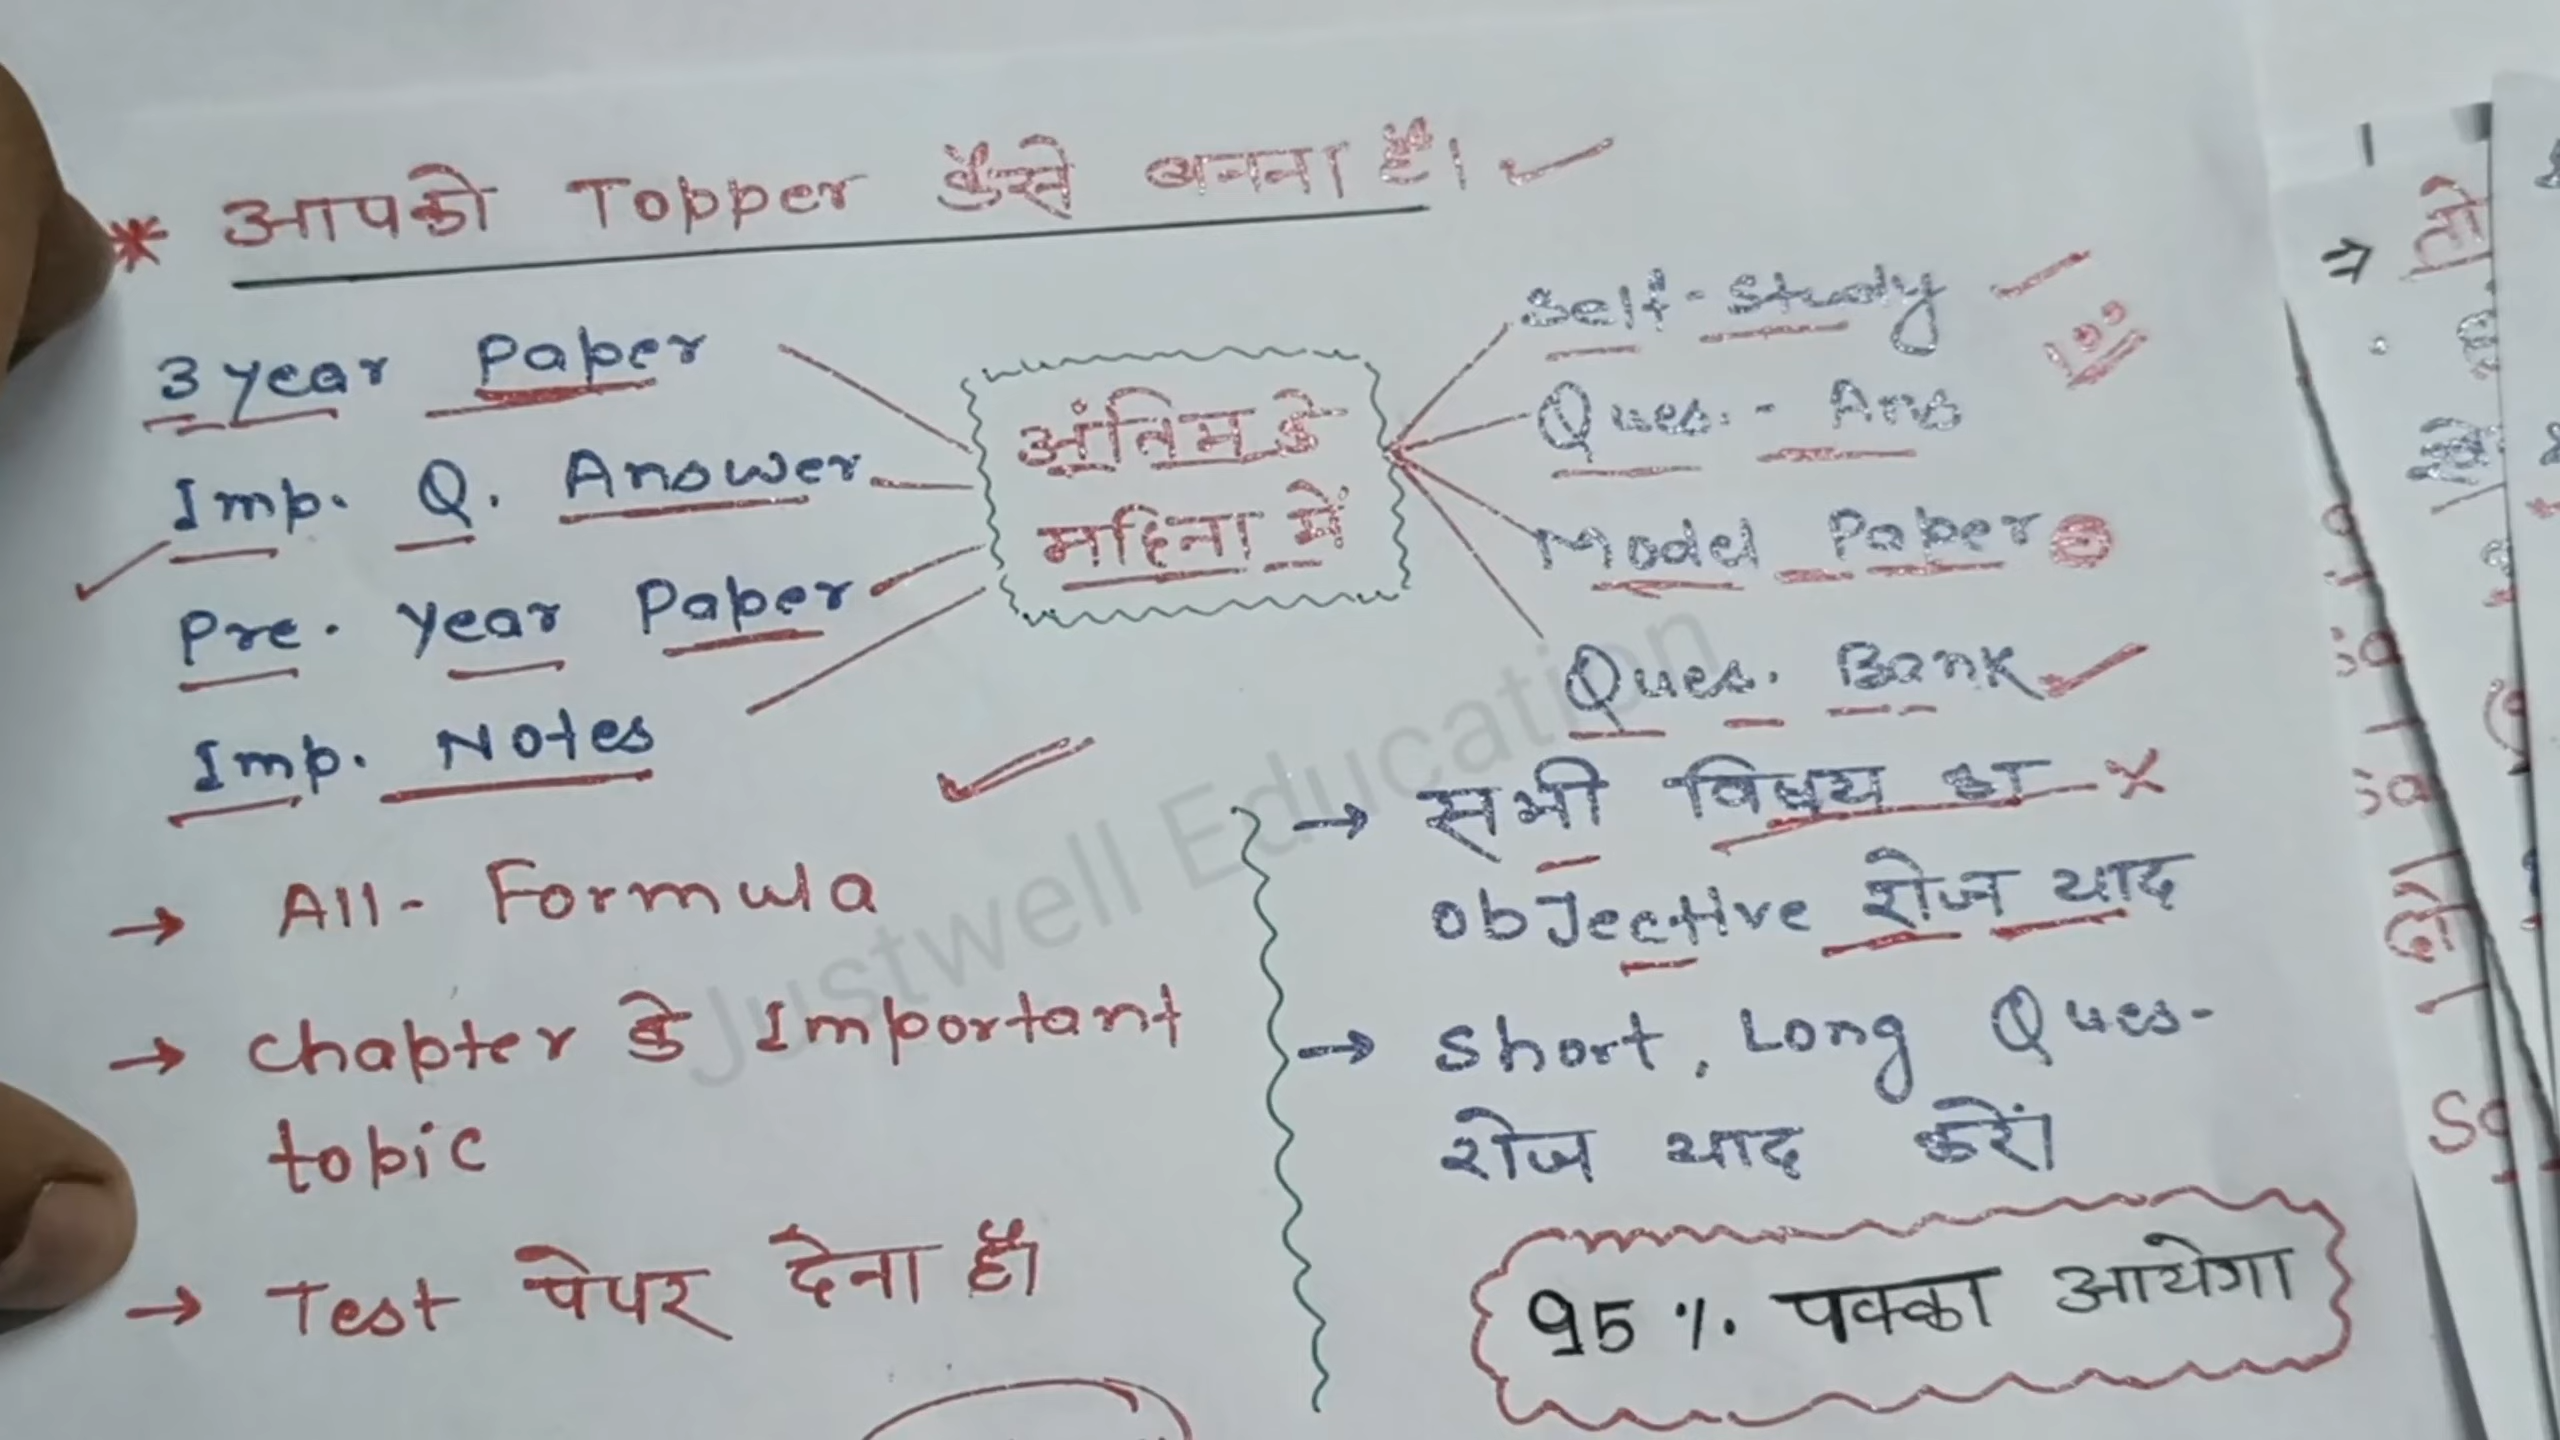 * आपको Topper कैसे बनना है। ✓
3 year Paper
Imp. Q. Answer
Pre. Year Paper
Imp. Notes
अंतिम के
महिना में
Self-Study
Ques.- Ans
Model Paper
Ques. Bank
→ All- Formula
→ Chapter के Important
topic
→ Test पेपर देना है।
→ सभी विषय का
objective रोज याद
→ Short, Long Ques-
रोज याद करें।
95 %. पक्का आयेगा
Justwell Education